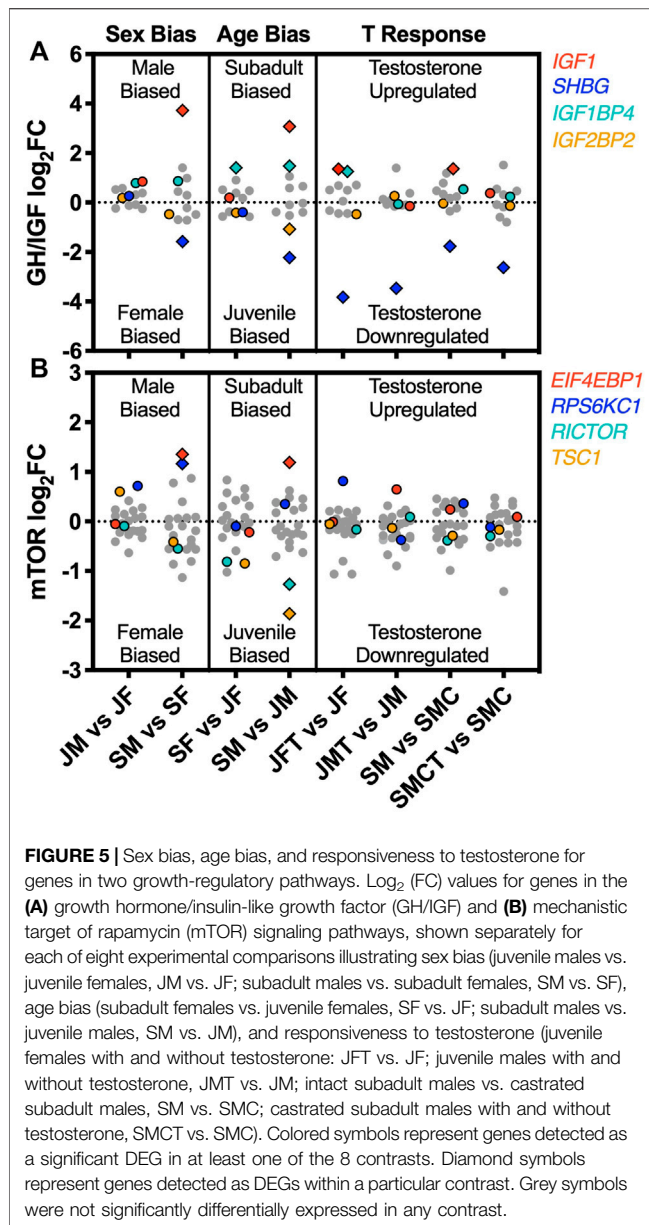 Sex Bias Age Bias T Response
A
Male Biased
Subadult Biased
Testosterone Upregulated
IGF1
SHBG
IGF1BP4
IGF2BP2
6
4
2
0
-2
-4
-6
GH/IGF log2FC
Female Biased
Juvenile Biased
Testosterone Downregulated
B
Male Biased
Subadult Biased
Testosterone Upregulated
EIF4EBP1
RPS6KC1
RICTOR
TSC1
3
2
1
0
-1
-2
-3
mTOR log2FC
Female Biased
Juvenile Biased
Testosterone Downregulated
JM vs JF
SM vs SF
SF vs JF
SM vs JM
JFT vs JF
JMT vs JM
SM vs SMC
SMCT vs SMC
FIGURE 5 | Sex bias, age bias, and responsiveness to testosterone for
genes in two growth-regulatory pathways. Log2 (FC) values for genes in the
(A) growth hormone/insulin-like growth factor (GH/IGF) and (B) mechanistic
target of rapamycin (mTOR) signaling pathways, shown separately for
each of eight experimental comparisons illustrating sex bias (juvenile males vs.
juvenile females, JM vs. JF; subadult males vs. subadult females, SM vs. SF),
age bias (subadult females vs. juvenile females, SF vs. JF; subadult males vs.
juvenile males, SM vs. JM), and responsiveness to testosterone (juvenile
females with and without testosterone: JFT vs. JF; juvenile males with and
without testosterone, JMT vs. JM; intact subadult males vs. castrated
subadult males, SM vs. SMC; castrated subadult males with and without
testosterone, SMCT vs. SMC). Colored symbols represent genes detected as
a significant DEG in at least one of the 8 contrasts. Diamond symbols
represent genes detected as DEGs within a particular contrast. Grey symbols
were not significantly differentially expressed in any contrast.